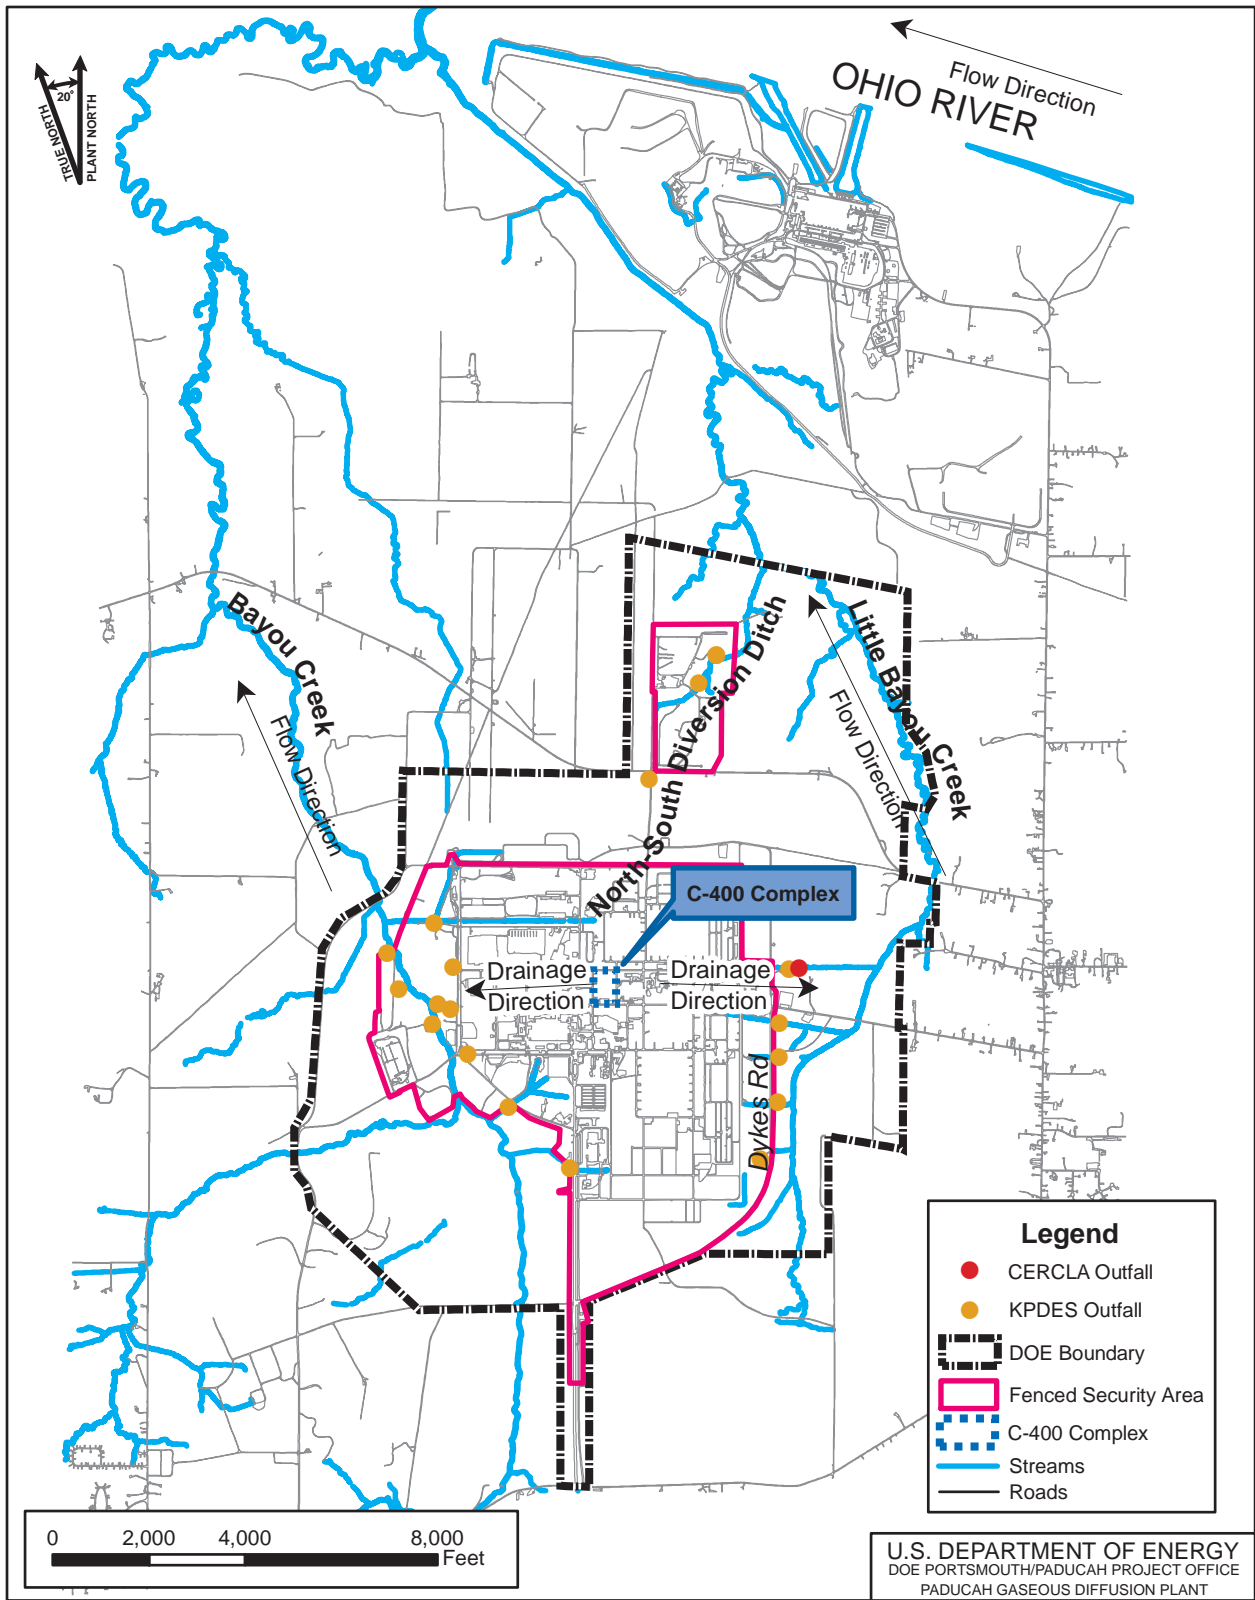 Flow Direction
OHIO RIVER
20°
TRUE NORTH
PLANT NORTH
Bayou Creek
Flow Direction
North-South Diversion Ditch
Little Bayou Creek
Flow Direction
C-400 Complex
Drainage
Direction
Drainage
Direction
Dykes Rd
Legend
CERCLA Outfall
KPDES Outfall
DOE Boundary
Fenced Security Area
C-400 Complex
Streams
Roads
0 2,000 4,000 8,000
Feet
U.S. DEPARTMENT OF ENERGY
DOE PORTSMOUTH/PADUCAH PROJECT OFFICE
PADUCAH GASEOUS DIFFUSION PLANT